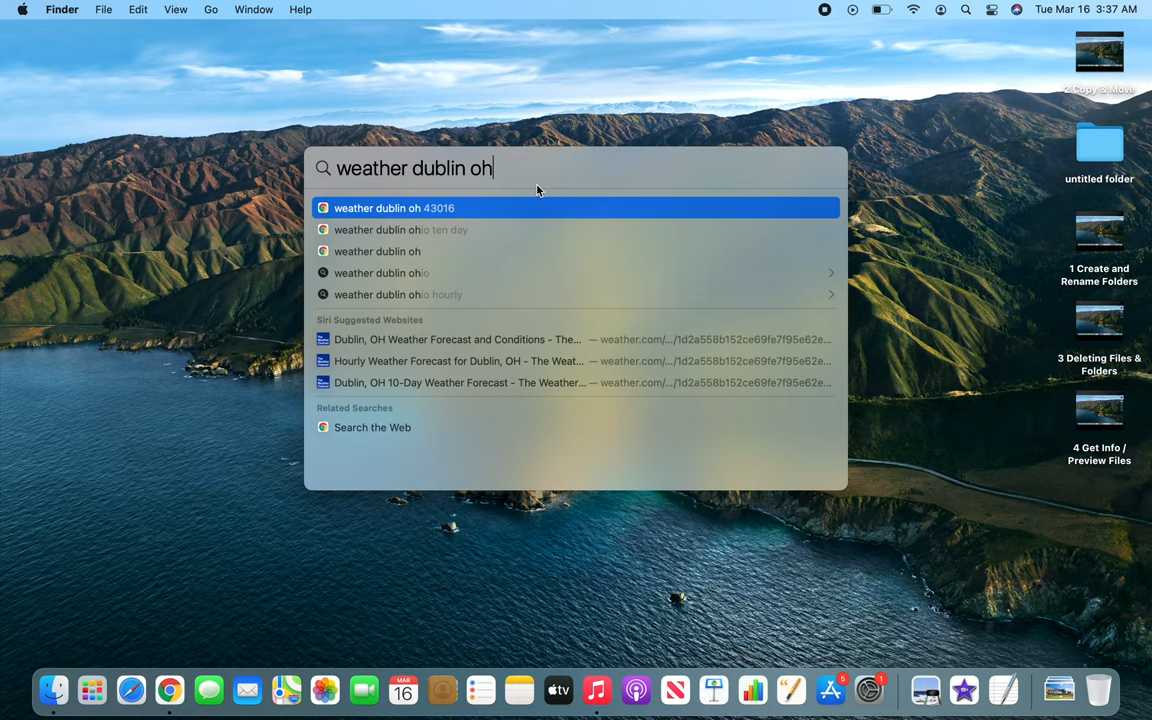 Finder File Edit View Go Window Help Tue Mar 16 3:37 AM
2 Copy & Move
untitled folder
1 Create and
Rename Folders
3 Deleting Files &
Folders
4 Get Info /
Preview Files
weather dublin oh
weather dublin oh 43016
weather dublin ohio ten day
weather dublin oh
weather dublin ohio
weather dublin ohio hourly
Siri Suggested Websites
Dublin, OH Weather Forecast and Conditions - The... — weather.com/.../1d2a558b152ce69fe7f95e62e...
Hourly Weather Forecast for Dublin, OH - The Weat... — weather.com/.../1d2a558b152ce69fe7f95e62e...
Dublin, OH 10-Day Weather Forecast - The Weather... — weather.com/.../1d2a558b152ce69fe7f95e62e...
Related Searches
Search the Web
MAR
16
tv
5
1